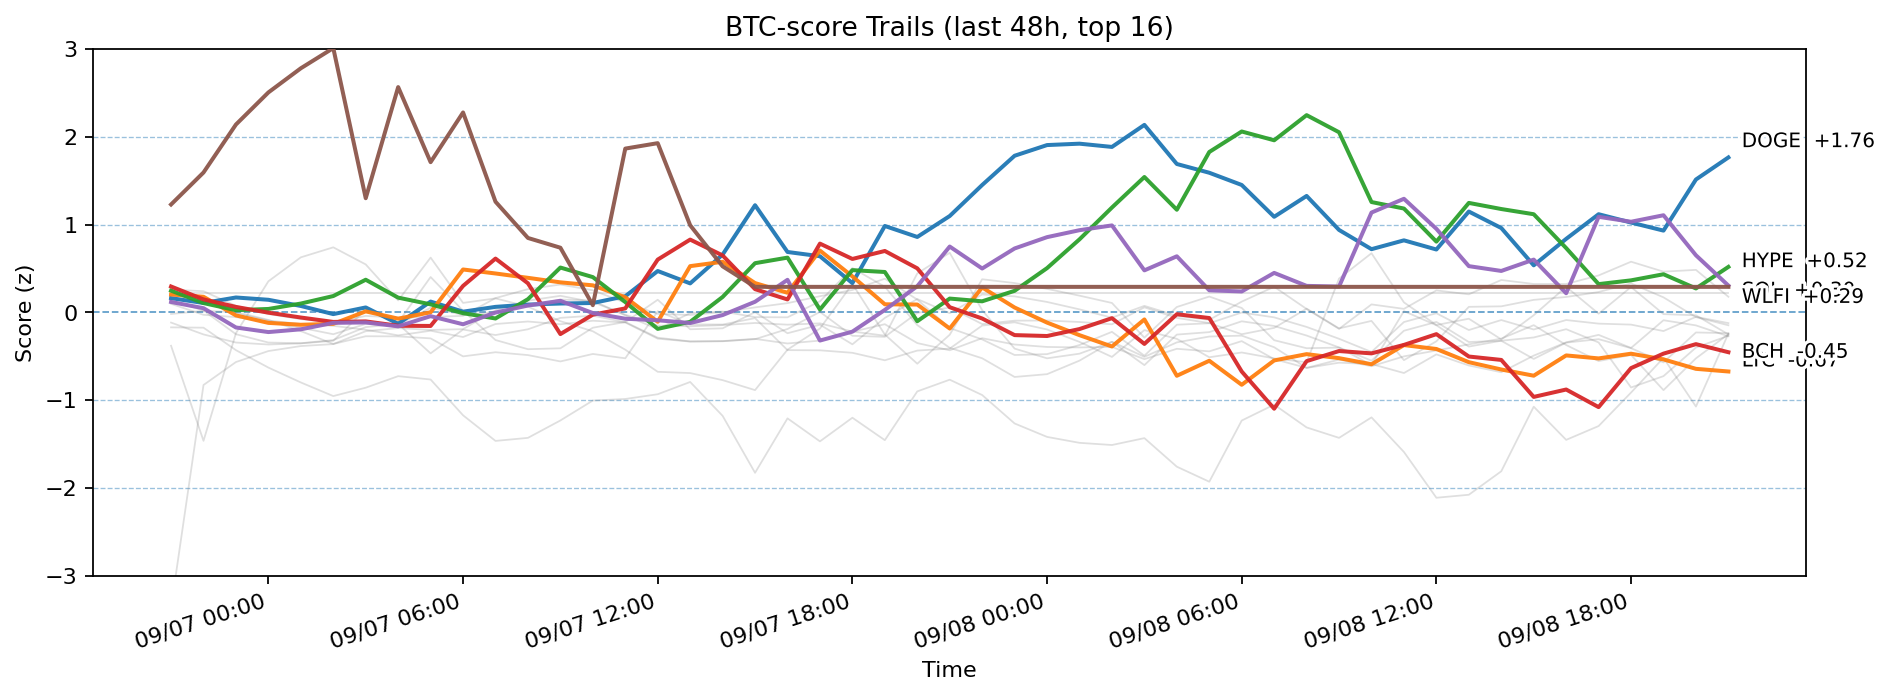 BTC-score Trails (last 48h, top 16)
Score (z)
3
2
1
0
−1
−2
−3
DOGE +1.76
HYPE +0.52
WLFI +0.29
BCH -0.45
LTC -0.67
09/07 00:00
09/07 06:00
09/07 12:00
09/07 18:00
09/08 00:00
09/08 06:00
09/08 12:00
09/08 18:00
Time